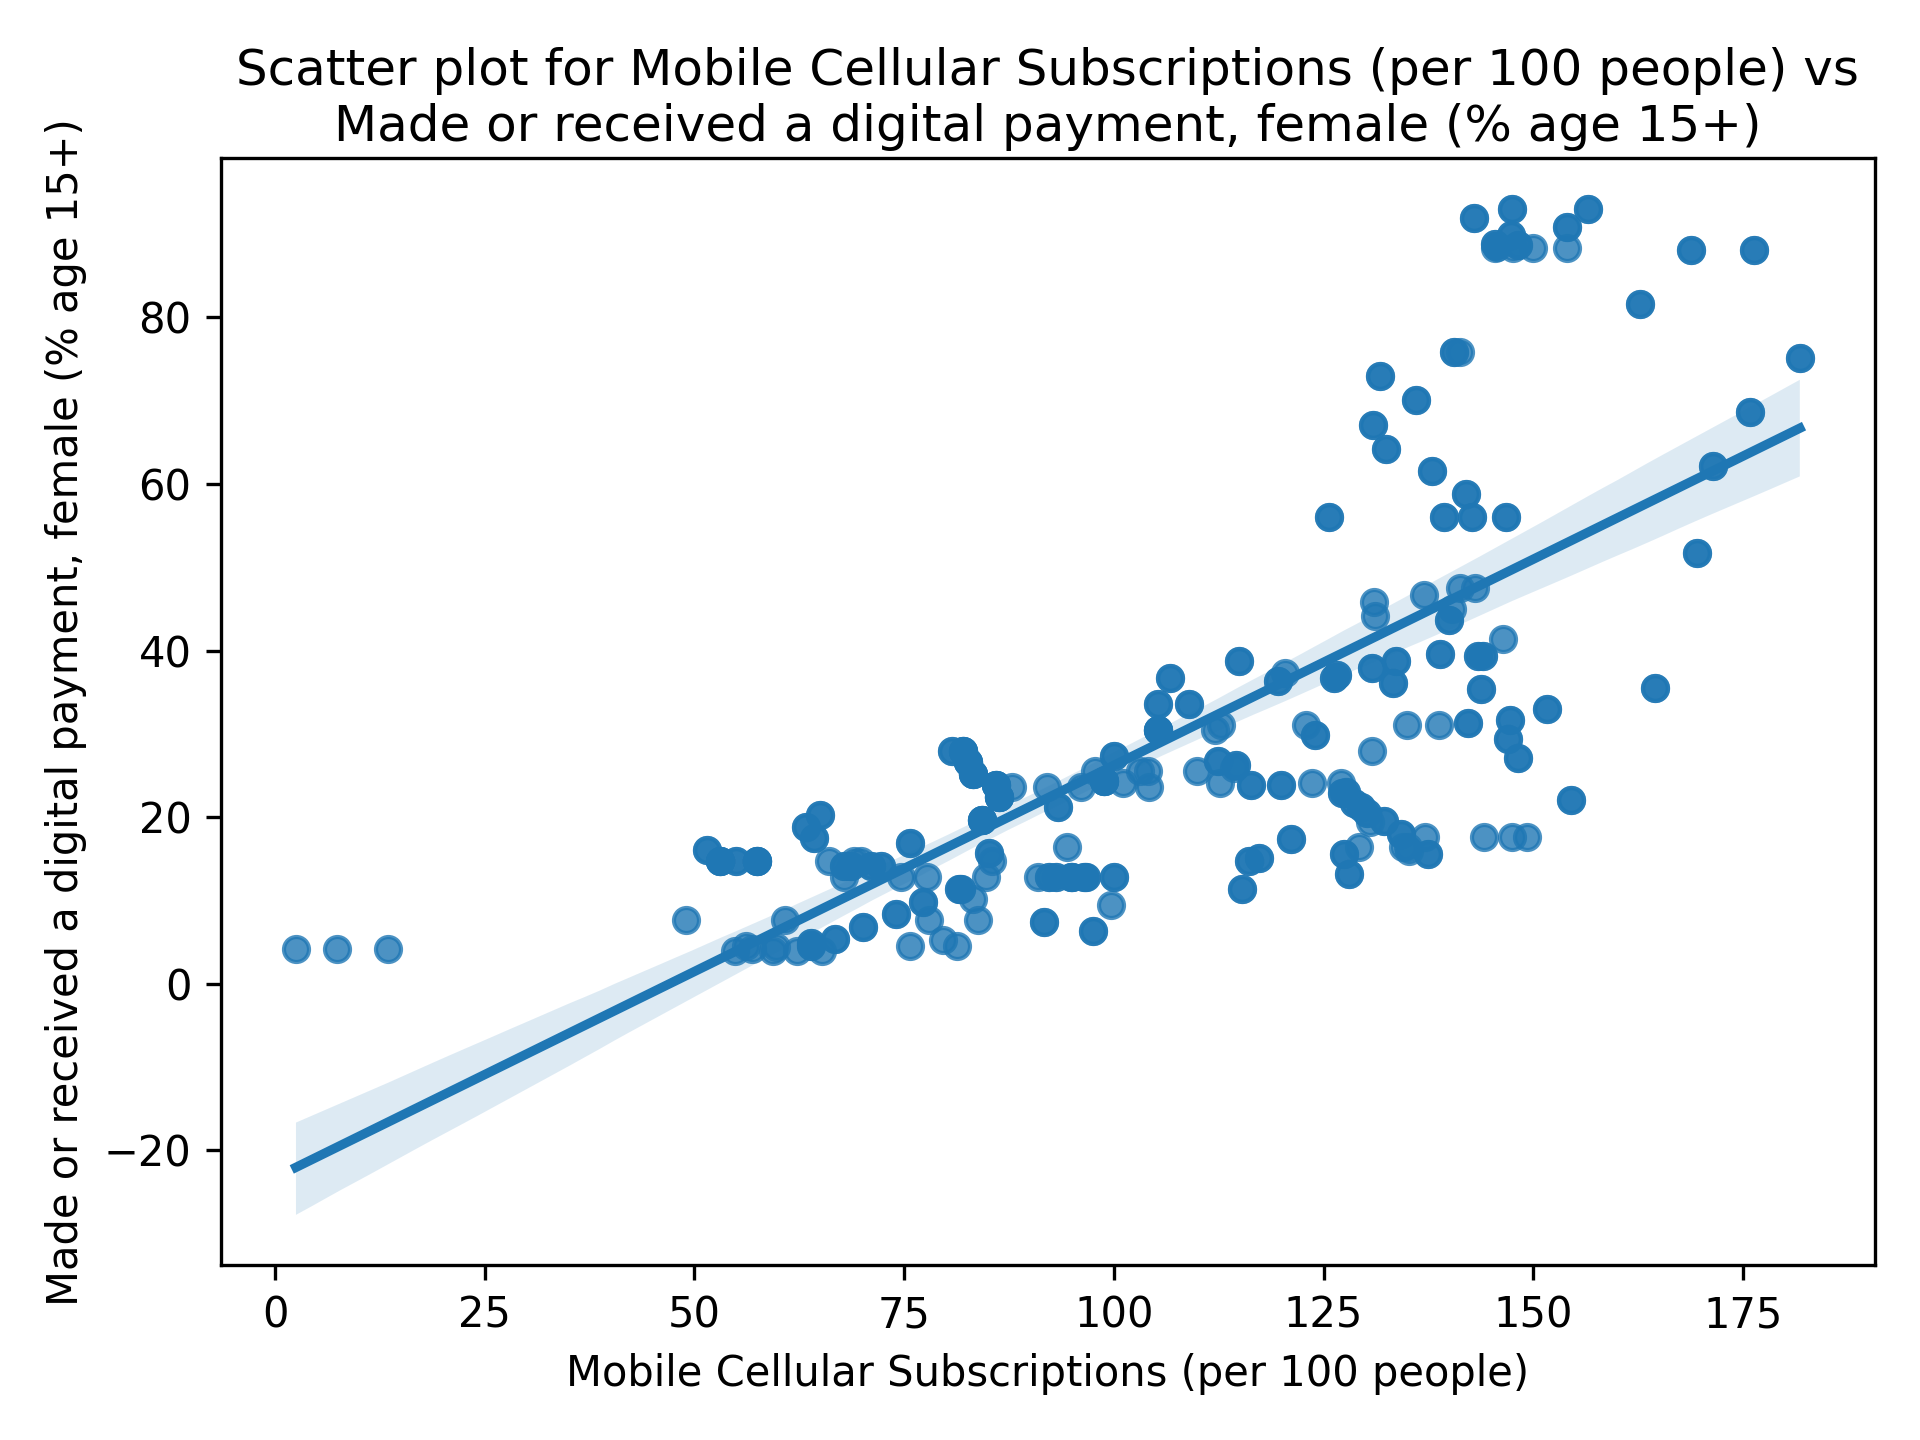 Scatter plot for Mobile Cellular Subscriptions (per 100 people) vs
Made or received a digital payment, female (% age 15+)
Made or received a digital payment, female (% age 15+)
80
60
40
20
0
−20
0 25 50 75 100 125 150 175
Mobile Cellular Subscriptions (per 100 people)